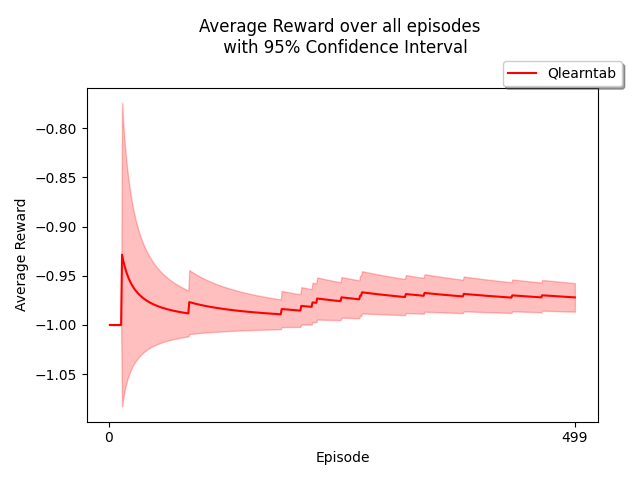 Average Reward over all episodes
with 95% Confidence Interval
Qlearntab
−0.80
−0.85
−0.90
−0.95
−1.00
−1.05
Average Reward
0
499
Episode